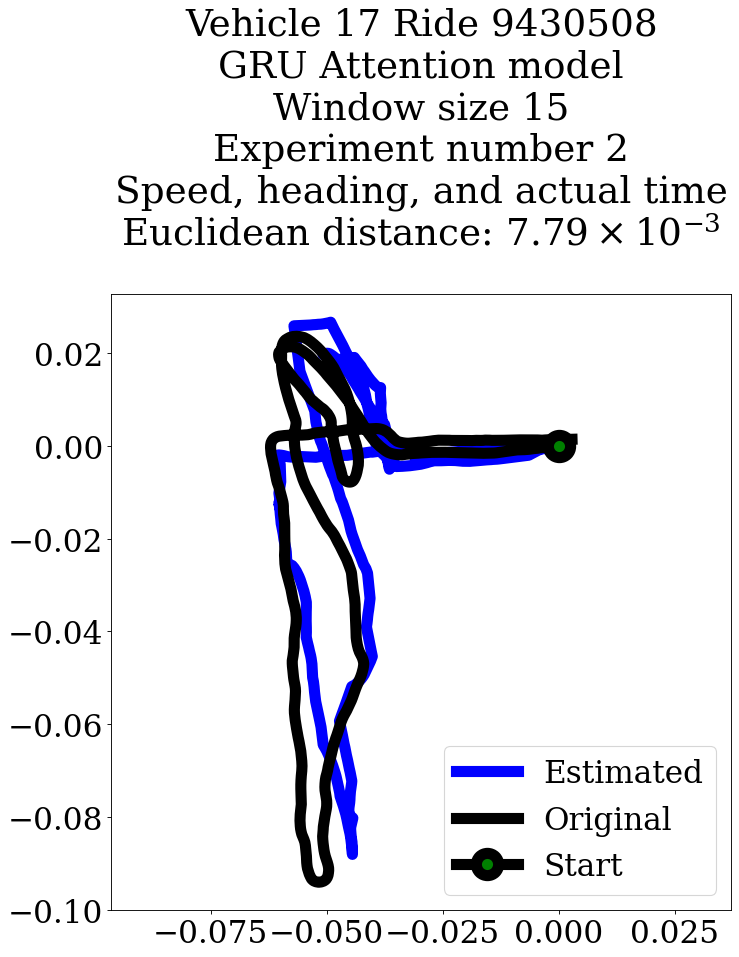 Vehicle 17 Ride 9430508
GRU Attention model
Window size 15
Experiment number 2
Speed, heading, and actual time
Euclidean distance: 7.79 × 10⁻³
0.02
0.00
−0.02
−0.04
−0.06
−0.08
−0.10
Estimated
Original
Start
−0.075 −0.050 −0.025 0.000 0.025